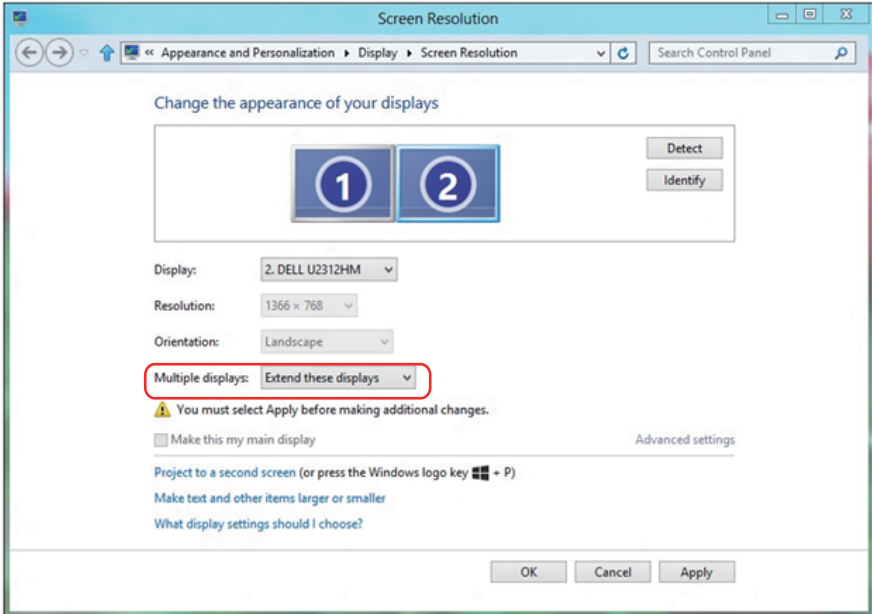 Screen Resolution
« Appearance and Personalization ▸ Display ▸ Screen Resolution
Search Control Panel
Change the appearance of your displays
1 2
Detect
Identify
Display: 2. DELL U2312HM
Resolution: 1366 × 768
Orientation: Landscape
Multiple displays: Extend these displays
You must select Apply before making additional changes.
Make this my main display Advanced settings
Project to a second screen (or press the Windows logo key + P)
Make text and other items larger or smaller
What display settings should I choose?
OK Cancel Apply